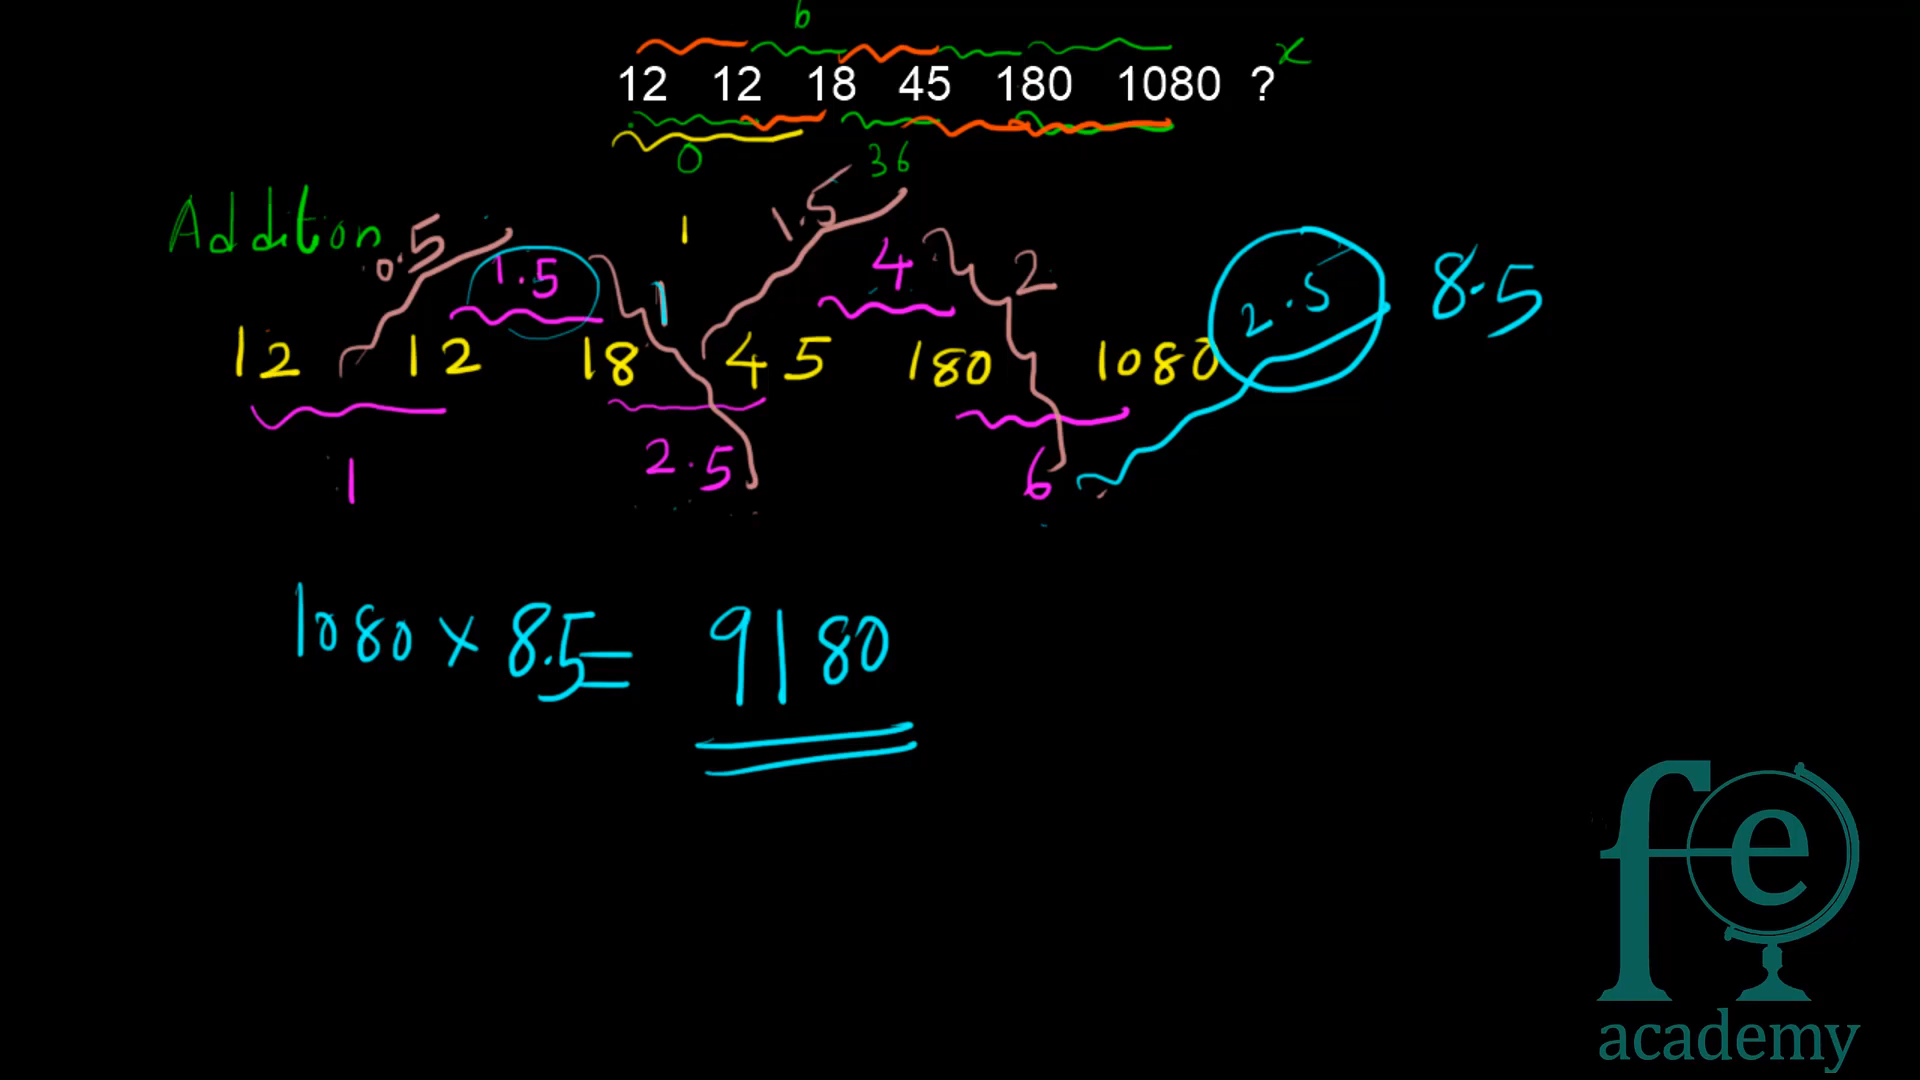 b
12 12 18 45 180 1080 ? x
0 36
Addition 0.5 1.5 1 1 1.5 4 2 2.5 8.5
12 12 18 45 180 1080
1 2.5 6
1080 × 8.5 = 9180
fe
academy